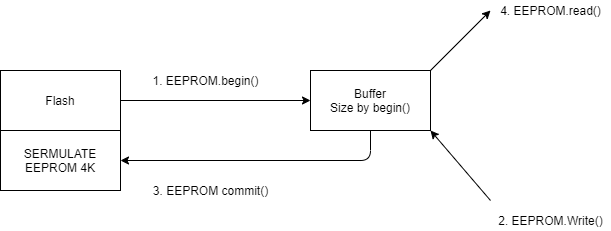 4. EEPROM.read()
1. EEPROM.begin()
Flash
Buffer
Size by begin()
SERMULATE
EEPROM 4K
3. EEPROM commit()
2. EEPROM.Write()